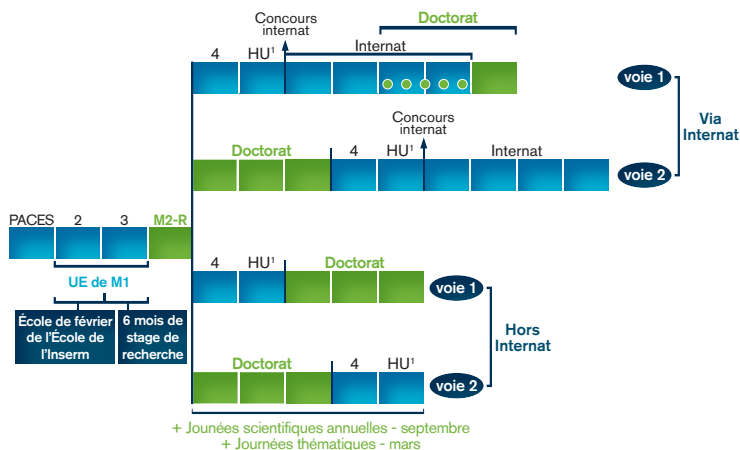 Concours
internat
Doctorat
4 HU¹ Internat
voie 1
Concours
internat
Via
Internat
Doctorat 4 HU¹ Internat
voie 2
PACES 2 3 M2-R
UE de M1
École de février
de l'École de
l'Inserm
6 mois de
stage de
recherche
4 HU¹ Doctorat
voie 1
Hors
Internat
Doctorat 4 HU¹
voie 2
+ Jounées scientifiques annuelles - septembre
+ Journées thématiques - mars